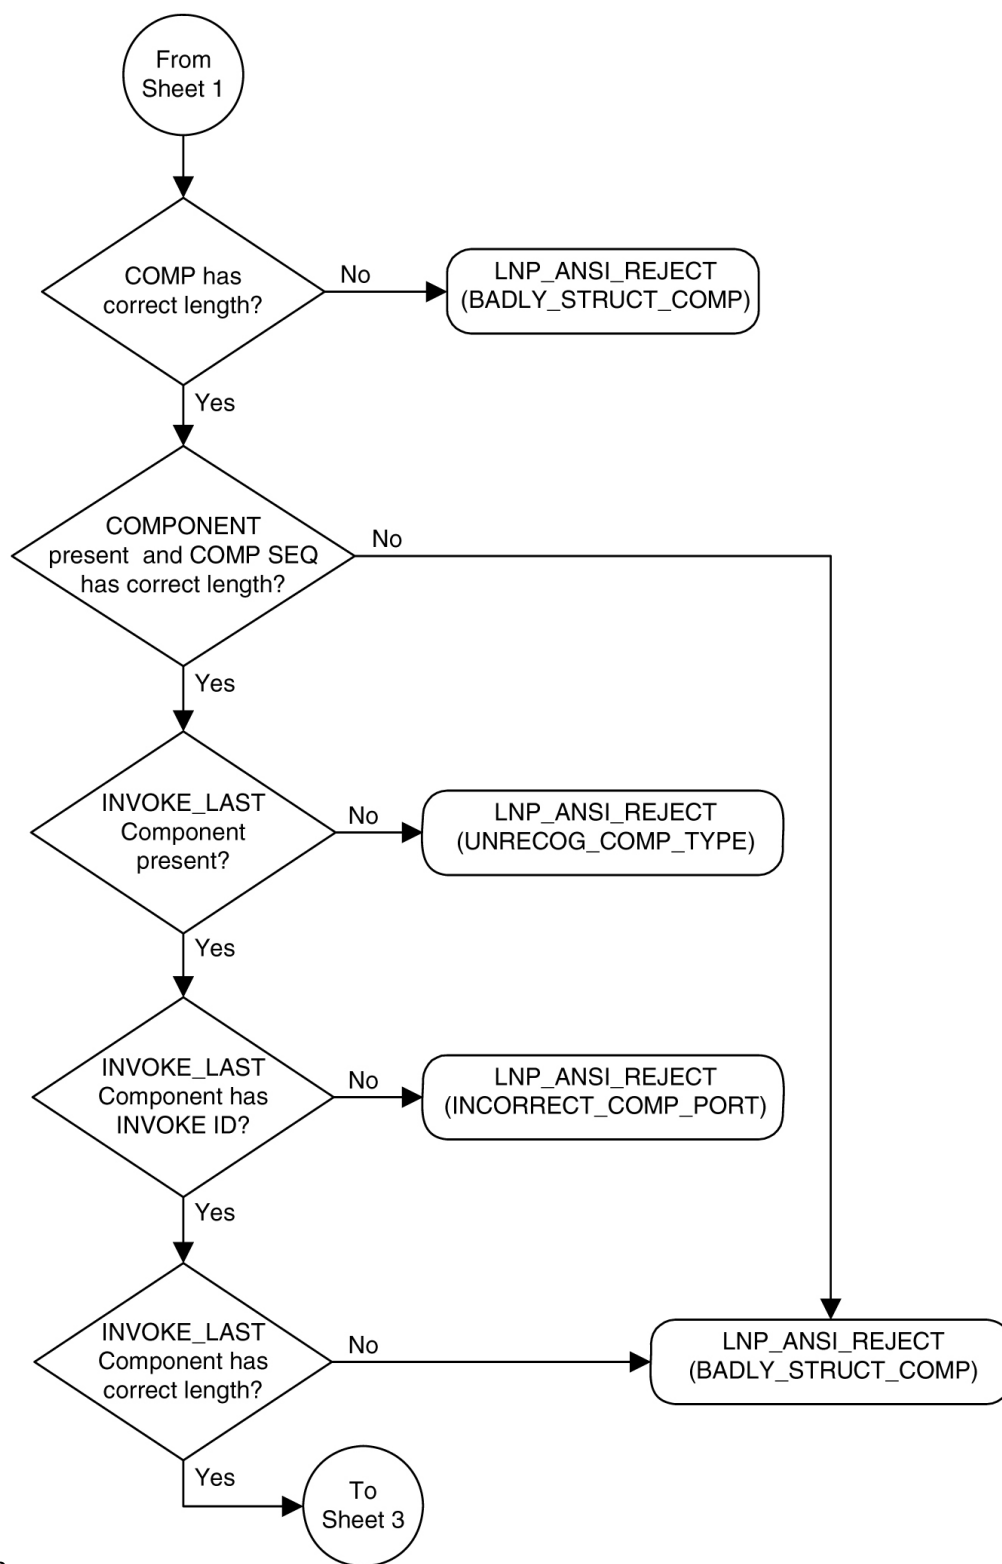 From
Sheet 1
COMP has
correct length?
No
LNP_ANSI_REJECT
(BADLY_STRUCT_COMP)
Yes
COMPONENT
present and COMP SEQ
has correct length?
No
Yes
INVOKE_LAST
Component
present?
No
LNP_ANSI_REJECT
(UNRECOG_COMP_TYPE)
Yes
INVOKE_LAST
Component has
INVOKE ID?
No
LNP_ANSI_REJECT
(INCORRECT_COMP_PORT)
Yes
INVOKE_LAST
Component has
correct length?
No
LNP_ANSI_REJECT
(BADLY_STRUCT_COMP)
Yes
To
Sheet 3